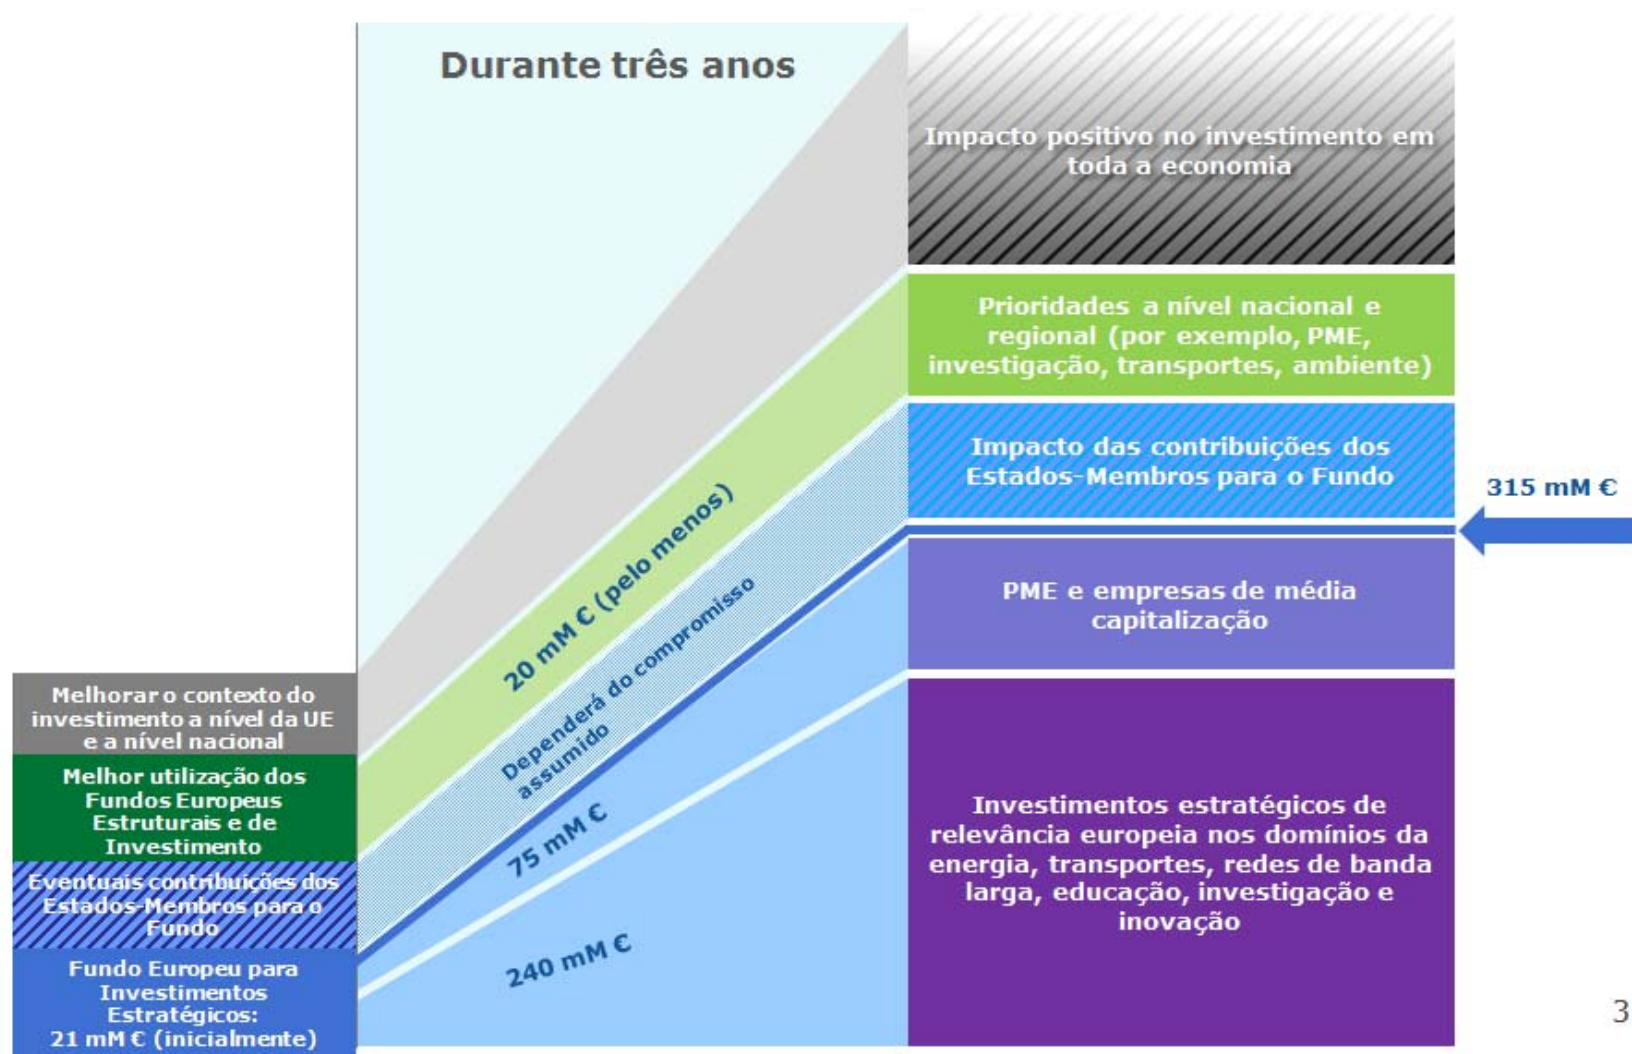 Durante três anos
Impacto positivo no investimento em
toda a economia
Prioridades a nível nacional e
regional (por exemplo, PME,
investigação, transportes, ambiente)
Impacto das contribuições dos
Estados-Membros para o Fundo
315 mM €
PME e empresas de média
capitalização
Investimentos estratégicos de
relevância europeia nos domínios da
energia, transportes, redes de banda
larga, educação, investigação e
inovação
20 mM € (pelo menos)
Dependerá do compromisso
assumido
75 mM €
240 mM €
Melhorar o contexto do
investimento a nível da UE
e a nível nacional
Melhor utilização dos
Fundos Europeus
Estruturais e de
Investimento
Eventuais contribuições dos
Estados-Membros para o
Fundo
Fundo Europeu para
Investimentos
Estratégicos:
21 mM € (inicialmente)
3